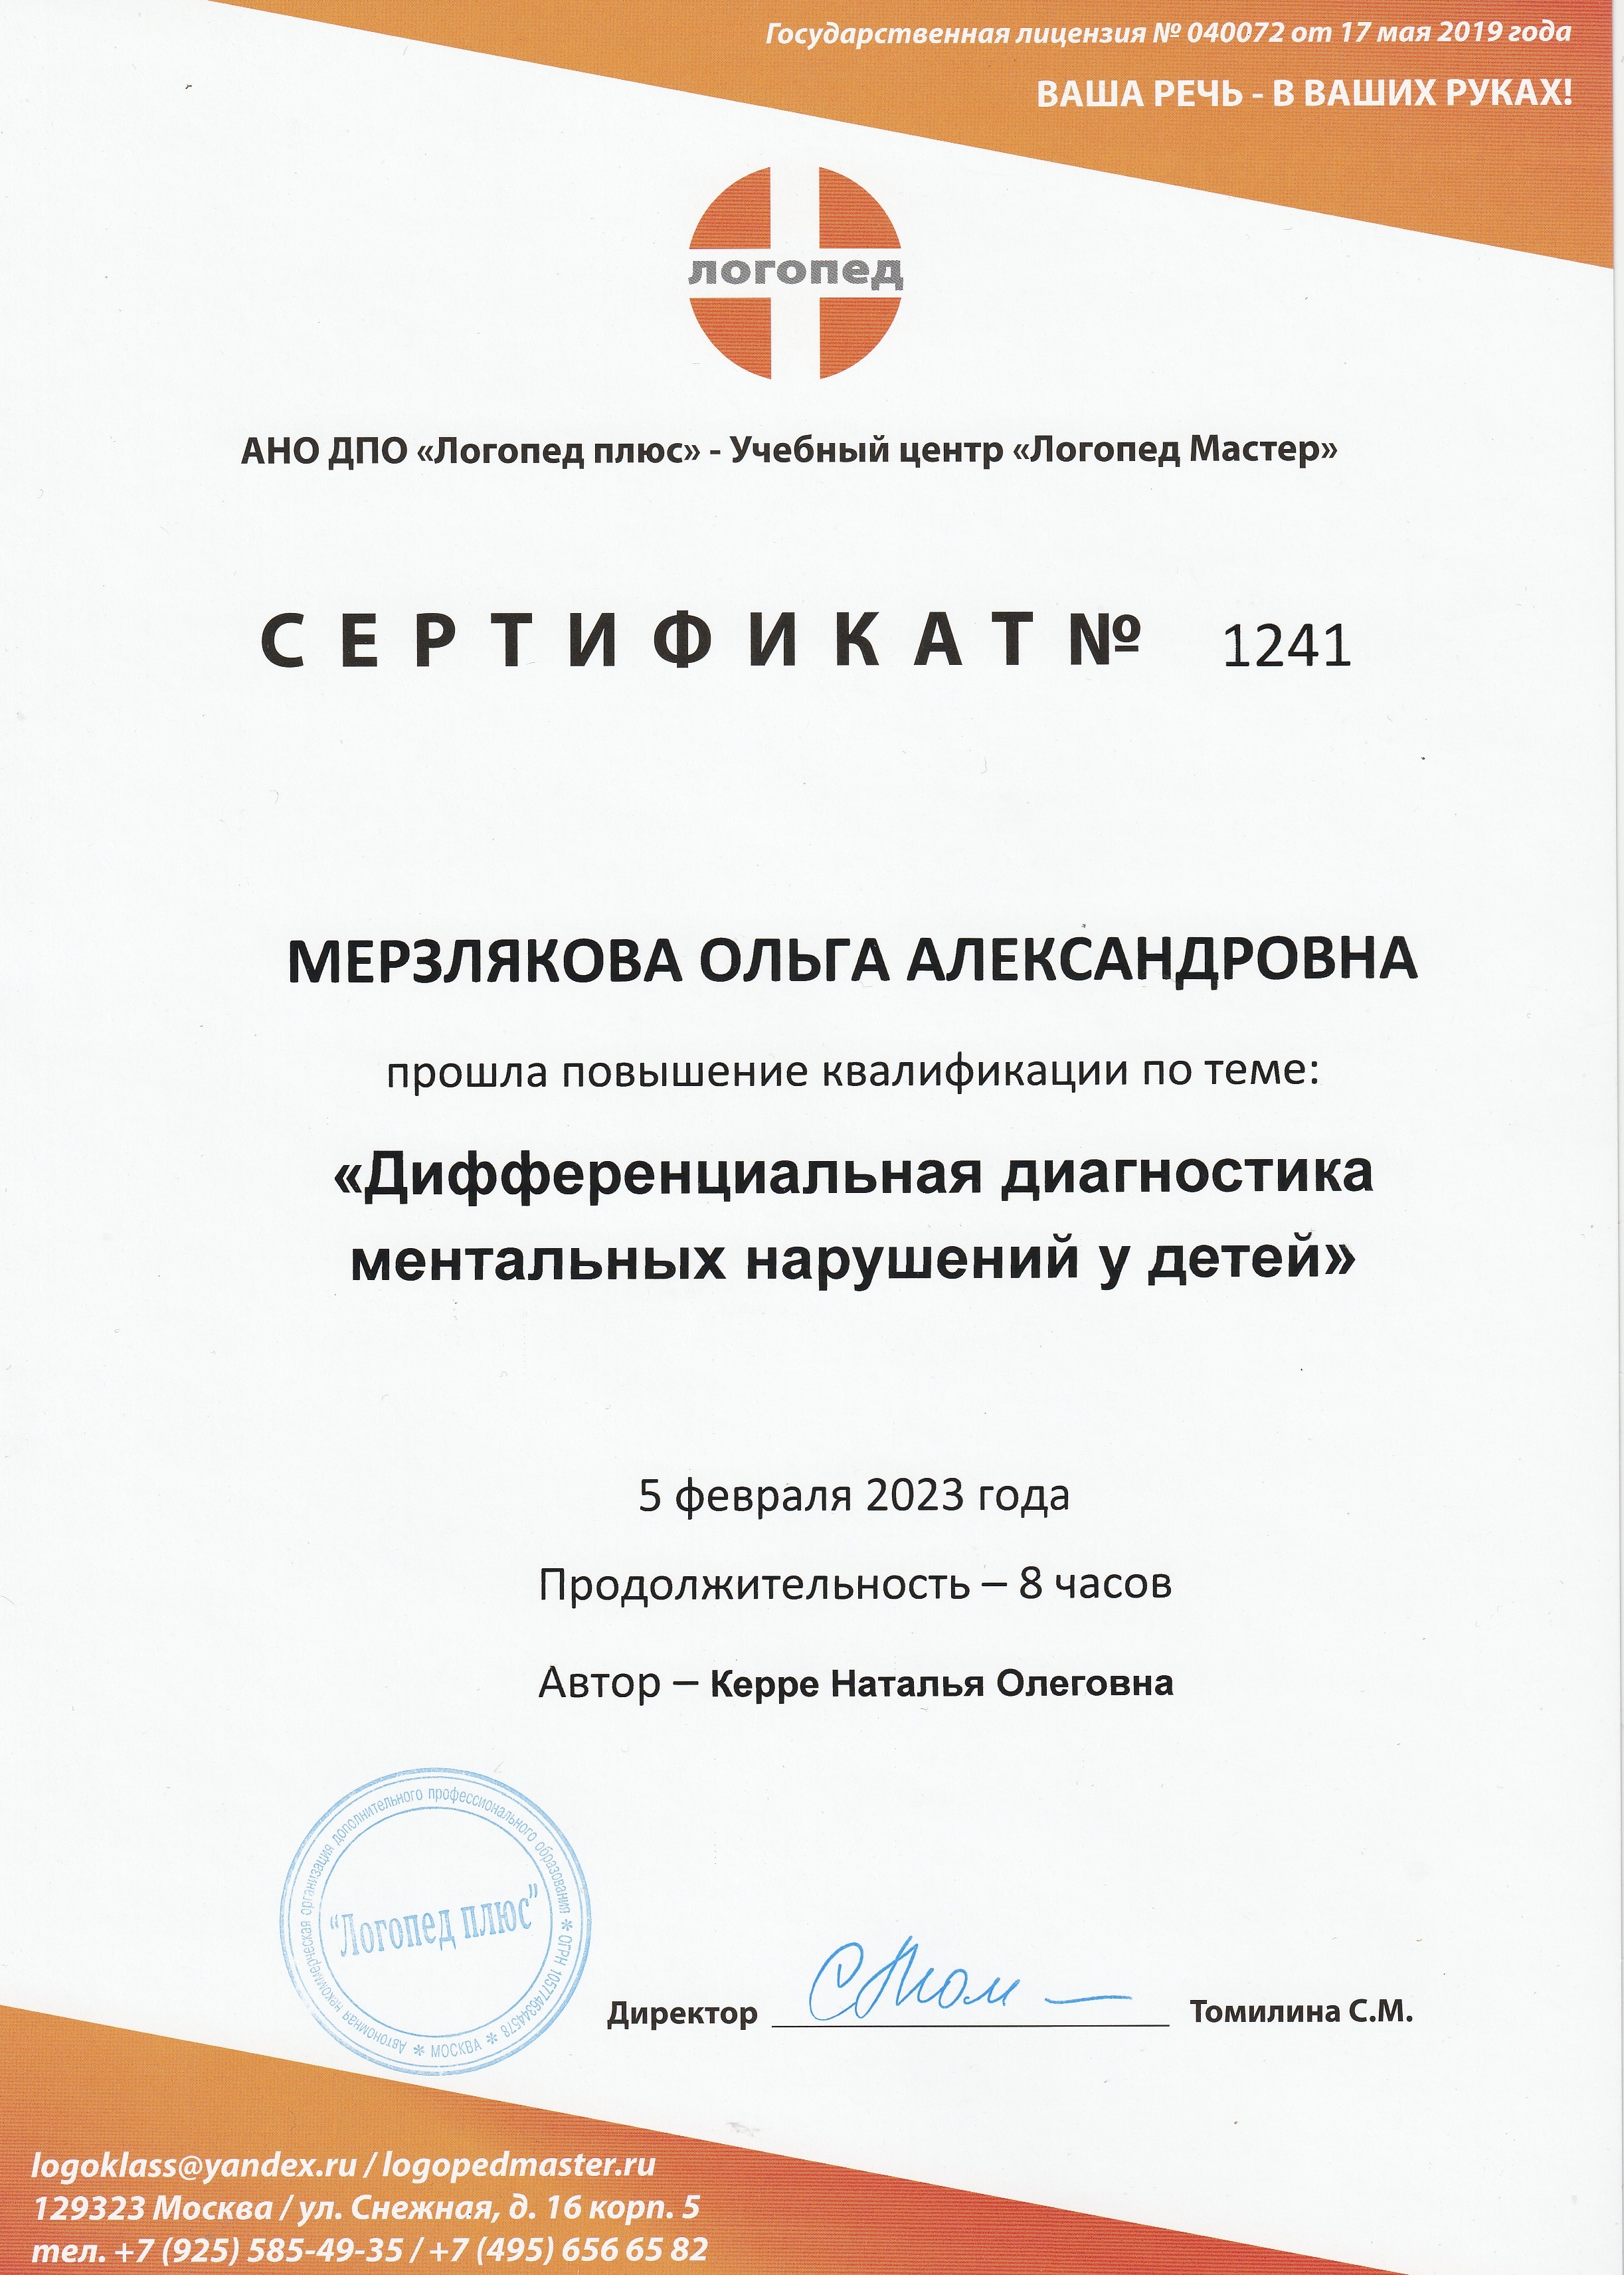 Государственная лицензия № 040072 от 17 мая 2019 года
ВАША РЕЧЬ - В ВАШИХ РУКАХ!
логопед
АНО ДПО «Логопед плюс» - Учебный центр «Логопед Мастер»
СЕРТИФИКАТ № 1241
МЕРЗЛЯКОВА ОЛЬГА АЛЕКСАНДРОВНА
прошла повышение квалификации по теме:
«Дифференциальная диагностика
ментальных нарушений у детей»
5 февраля 2023 года
Продолжительность – 8 часов
Автор – Керре Наталья Олеговна
Автономная некоммерческая организация дополнительного профессионального образования * ОГРН 1057746344578 * МОСКВА *
"Логопед плюс"
Директор Томилина С.М.
logoklass@yandex.ru / logopedmaster.ru
129323 Москва / ул. Снежная, д. 16 корп. 5
тел. +7 (925) 585-49-35 / +7 (495) 656 65 82